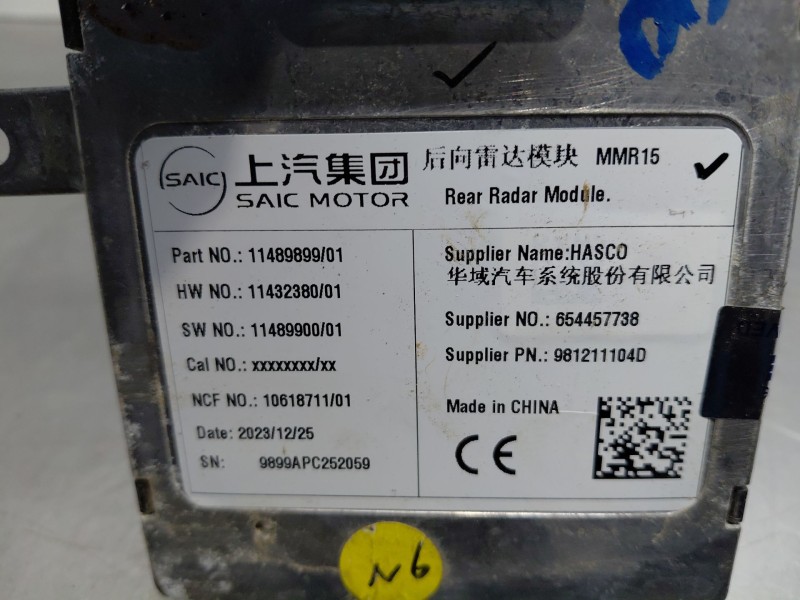 SAIC
上汽集团
SAIC MOTOR
后向雷达模块 MMR15
Rear Radar Module.
Part NO.: 11489899/01
HW NO.: 11432380/01
SW NO.: 11489900/01
Cal NO.: xxxxxxxx/xx
NCF NO.: 10618711/01
Date: 2023/12/25
SN: 9899APC252059
Supplier Name:HASCO
华域汽车系统股份有限公司
Supplier NO.: 654457738
Supplier PN.: 981211104D
Made in CHINA
CE
N6